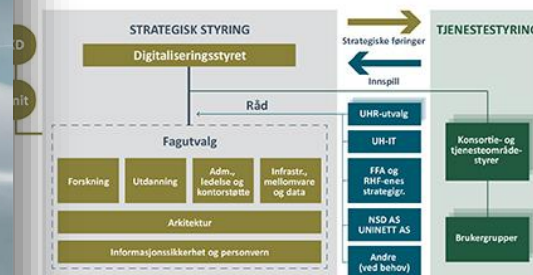 STRATEGISK STYRING
Strategiske føringer
TJENESTESTYRING
Digitaliseringsstyret
Innspill
Råd
UHR-utvalg
UH-IT
FFA og
RHF-enes
strategigr.
NSD AS
UNINETT AS
Andre
(ved behov)
Fagutvalg
Forskning
Utdanning
Adm.,
ledelse og
kontorstøtte
Infrastr.,
mellomvare
og data
Arkitektur
Informasjonssikkerhet og personvern
Konsortie- og
tjenesteområde-
styrer
Brukergrupper